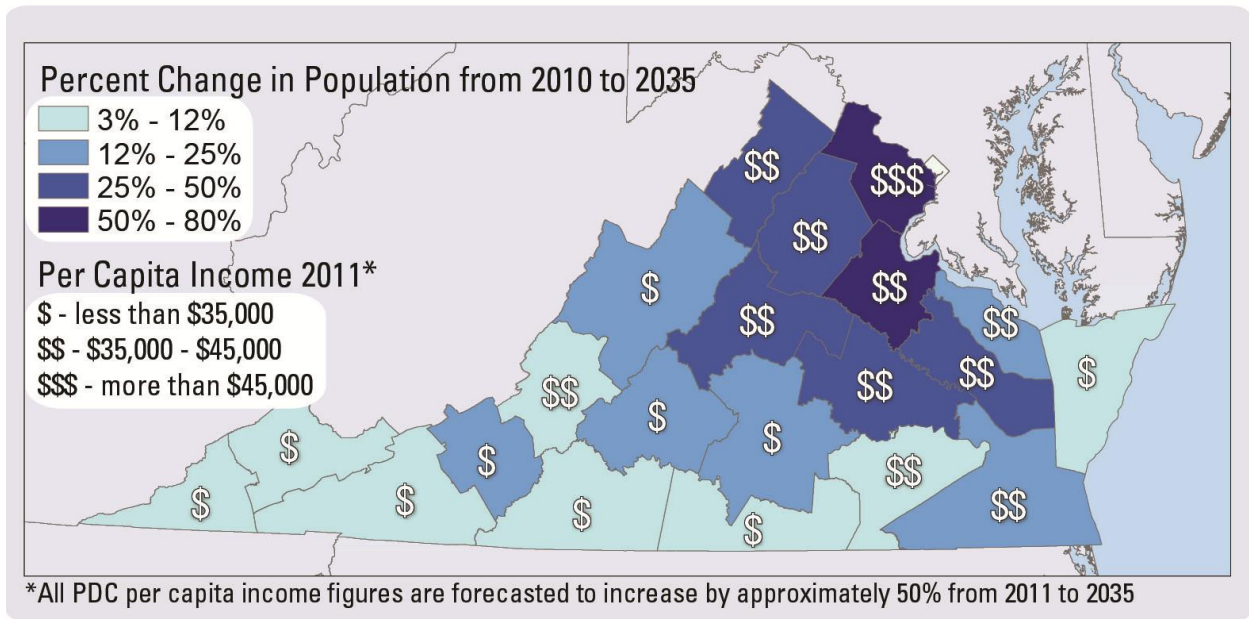 Percent Change in Population from 2010 to 2035
3% - 12%
12% - 25%
25% - 50%
50% - 80%
Per Capita Income 2011*
$ - less than $35,000
$$ - $35,000 - $45,000
$$$ - more than $45,000
$$
$$$
$$
$
$$
$$
$$
$$
$$
$
$$
$
$
$
$
$$
$
$
$
$$
$
*All PDC per capita income figures are forecasted to increase by approximately 50% from 2011 to 2035